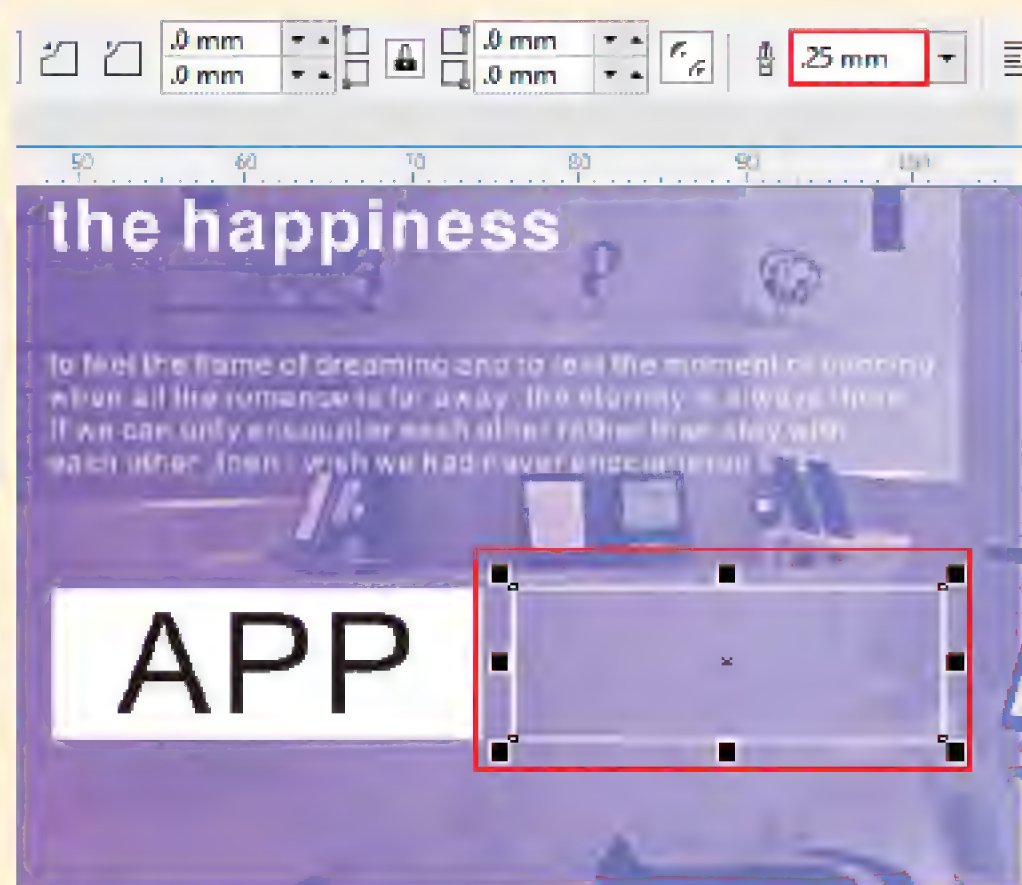 .0 mm .0 mm .25 mm
.0 mm .0 mm
50 60 70 80 90 100
the happiness
to feel the flame of dreaming and to feel the moment of dancing
when all the romance is far away, the eternity is always there
if we can only encounter each other rather than stay with
each other, then I wish we had never encountered
APP